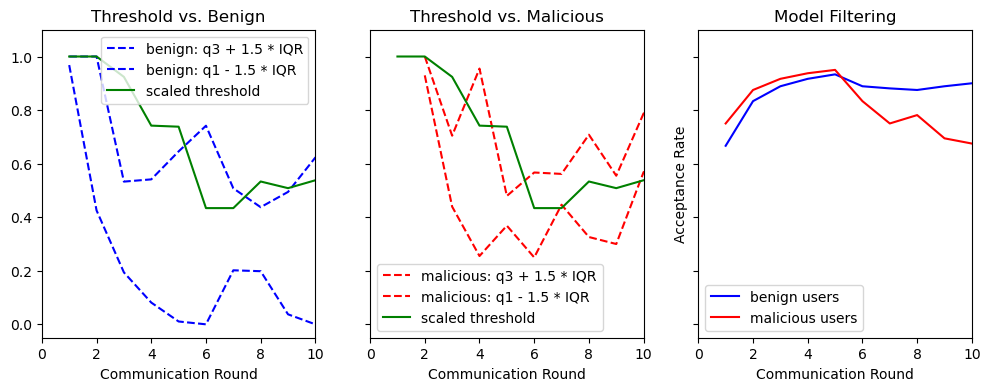 Threshold vs. Benign
1.0
0.8
0.6
0.4
0.2
0.0
benign: q3 + 1.5 * IQR
benign: q1 - 1.5 * IQR
scaled threshold
0 2 4 6 8 10
Communication Round
Threshold vs. Malicious
malicious: q3 + 1.5 * IQR
malicious: q1 - 1.5 * IQR
scaled threshold
0 2 4 6 8 10
Communication Round
Model Filtering
Acceptance Rate
benign users
malicious users
0 2 4 6 8 10
Communication Round